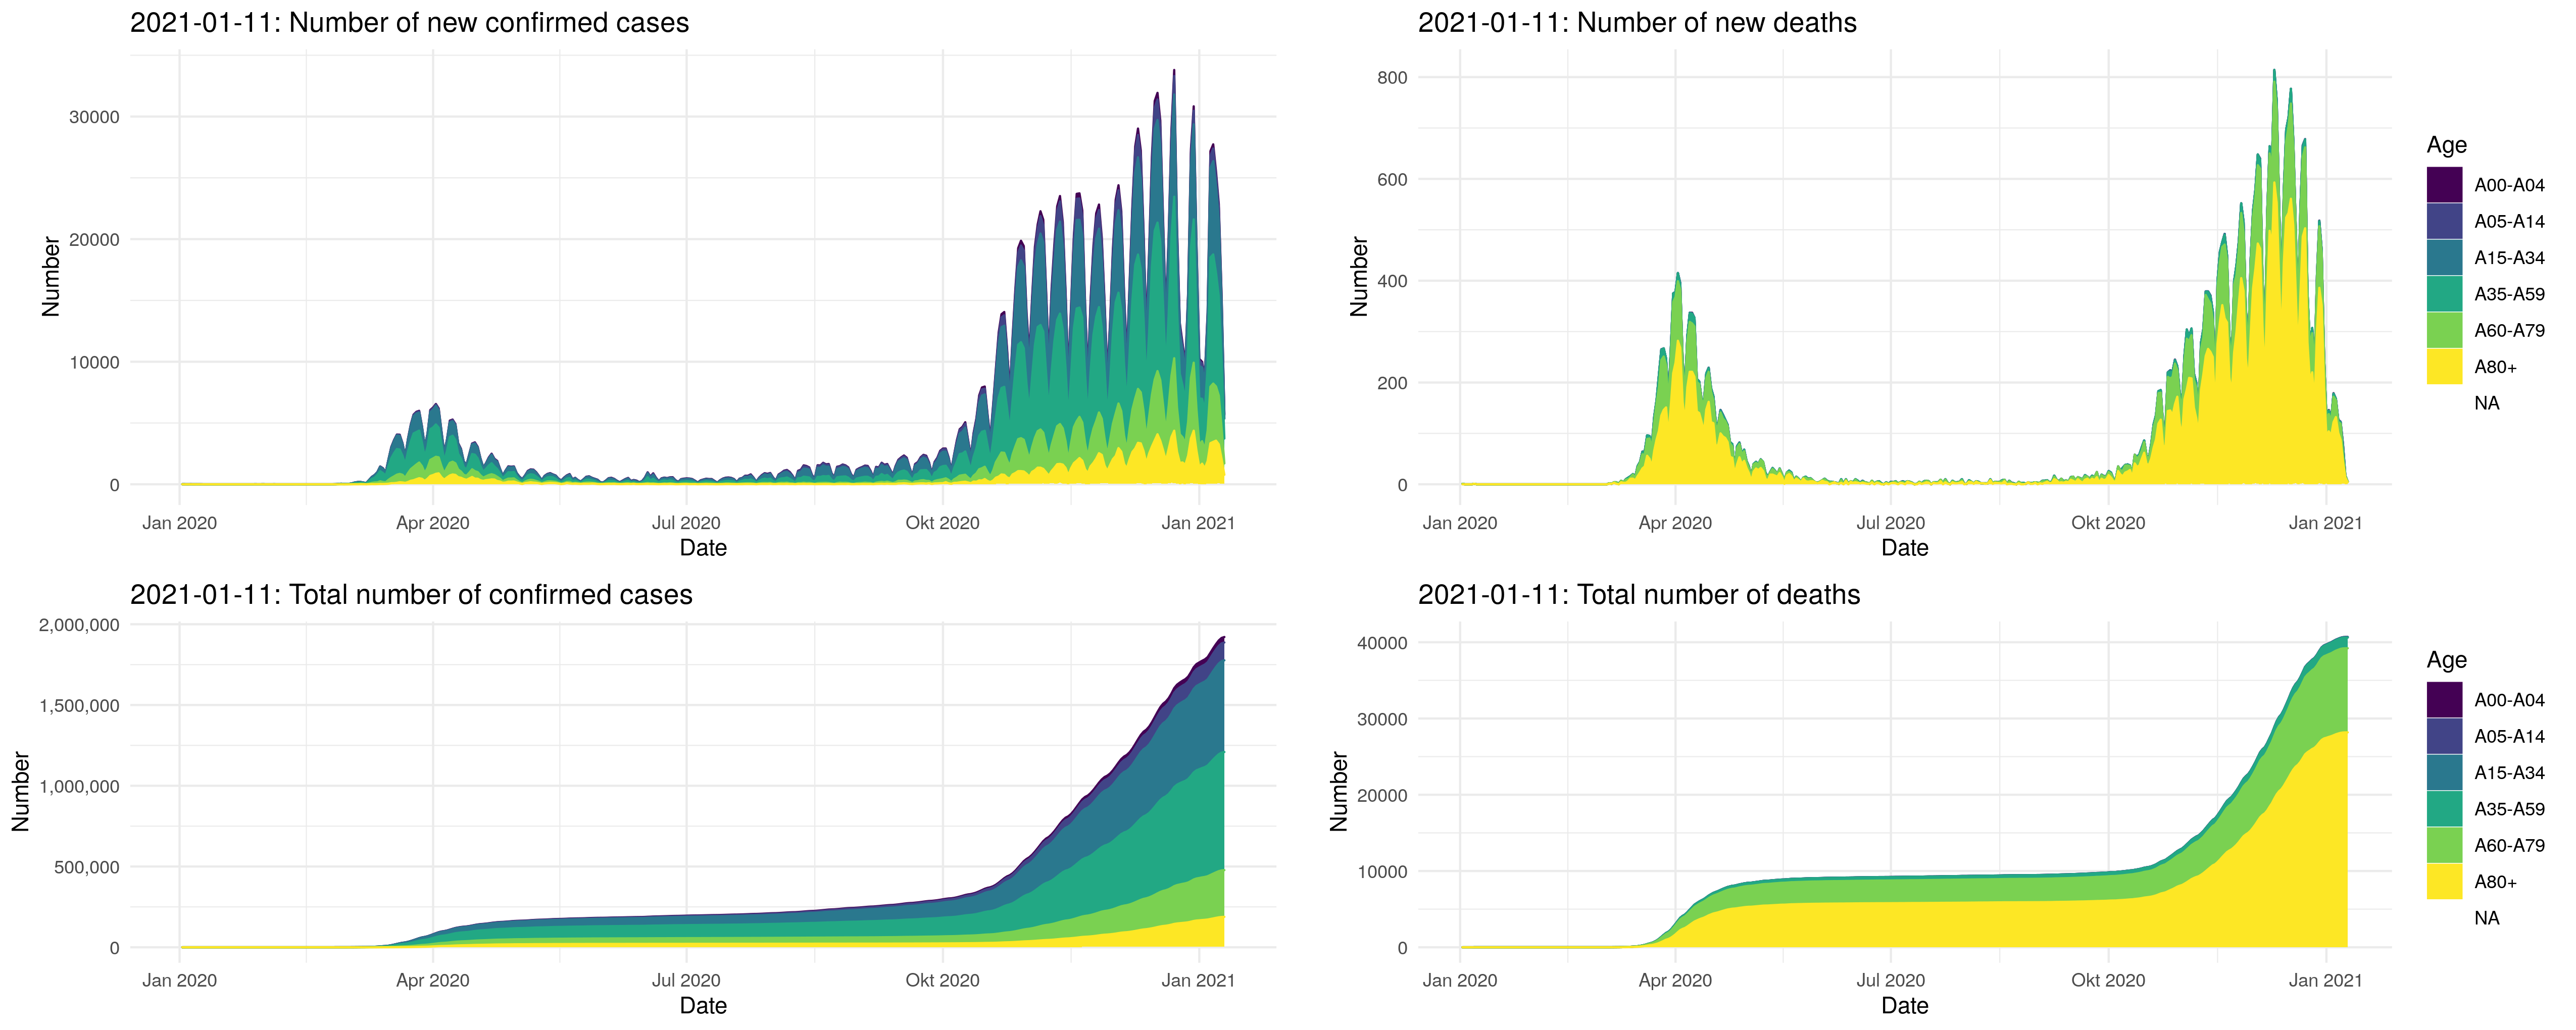 2021-01-11: Number of new confirmed cases
Number
30000
20000
10000
0
Jan 2020 Apr 2020 Jul 2020 Okt 2020 Jan 2021
Date
2021-01-11: Number of new deaths
Number
800
600
400
200
0
Jan 2020 Apr 2020 Jul 2020 Okt 2020 Jan 2021
Date
Age
A00-A04
A05-A14
A15-A34
A35-A59
A60-A79
A80+
NA
2021-01-11: Total number of confirmed cases
Number
2,000,000
1,500,000
1,000,000
500,000
0
Jan 2020 Apr 2020 Jul 2020 Okt 2020 Jan 2021
Date
2021-01-11: Total number of deaths
Number
40000
30000
20000
10000
0
Jan 2020 Apr 2020 Jul 2020 Okt 2020 Jan 2021
Date
Age
A00-A04
A05-A14
A15-A34
A35-A59
A60-A79
A80+
NA